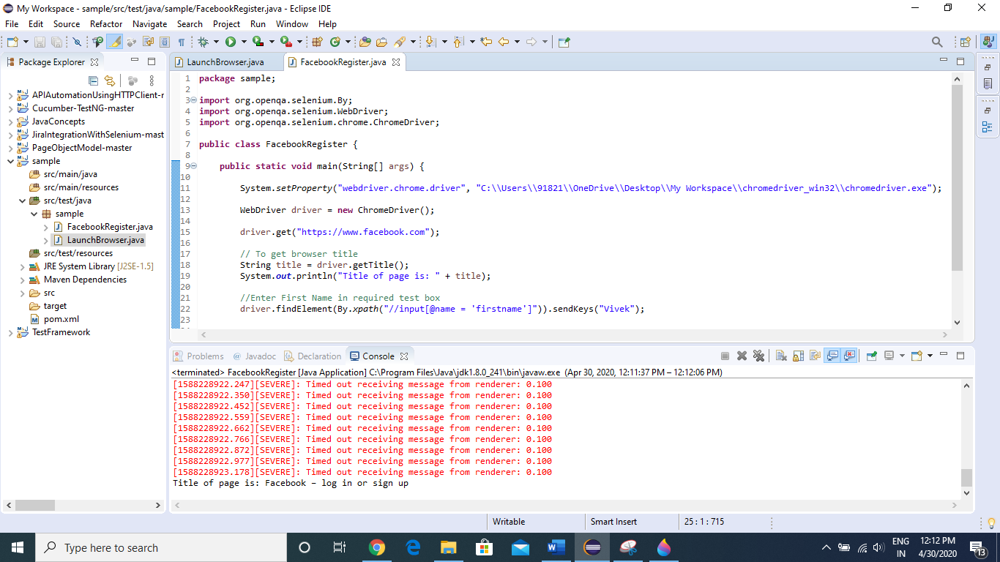 My Workspace - sample/src/test/java/sample/FacebookRegister.java - Eclipse IDE
File Edit Source Refactor Navigate Search Project Run Window Help
Package Explorer
APIAutomationUsingHTTPClient-r
Cucumber-TestNG-master
JavaConcepts
JiraIntegrationWithSelenium-mast
PageObjectModel-master
sample
src/main/java
src/main/resources
src/test/java
sample
FacebookRegister.java
LaunchBrowser.java
src/test/resources
JRE System Library [J2SE-1.5]
Maven Dependencies
src
target
pom.xml
TestFramework
LaunchBrowser.java FacebookRegister.java
1 package sample;
2
3 import org.openqa.selenium.By;
4 import org.openqa.selenium.WebDriver;
5 import org.openqa.selenium.chrome.ChromeDriver;
6
7 public class FacebookRegister {
8
9 public static void main(String[] args) {
10
11 System.setProperty("webdriver.chrome.driver", "C:\\Users\\91821\\OneDrive\\Desktop\\My Workspace\\chromedriver_win32\\chromedriver.exe");
12
13 WebDriver driver = new ChromeDriver();
14
15 driver.get("https://www.facebook.com");
16
17 // To get browser title
18 String title = driver.getTitle();
19 System.out.println("Title of page is: " + title);
20
21 //Enter First Name in required test box
22 driver.findElement(By.xpath("//input[@name = 'firstname']")).sendKeys("Vivek");
23
Problems @ Javadoc Declaration Console
<terminated> FacebookRegister [Java Application] C:\Program Files\Java\jdk1.8.0_241\bin\javaw.exe (Apr 30, 2020, 12:11:37 PM – 12:12:06 PM)
[1588228922.247][SEVERE]: Timed out receiving message from renderer: 0.100
[1588228922.350][SEVERE]: Timed out receiving message from renderer: 0.100
[1588228922.452][SEVERE]: Timed out receiving message from renderer: 0.100
[1588228922.559][SEVERE]: Timed out receiving message from renderer: 0.100
[1588228922.662][SEVERE]: Timed out receiving message from renderer: 0.100
[1588228922.766][SEVERE]: Timed out receiving message from renderer: 0.100
[1588228922.872][SEVERE]: Timed out receiving message from renderer: 0.100
[1588228922.977][SEVERE]: Timed out receiving message from renderer: 0.100
[1588228923.178][SEVERE]: Timed out receiving message from renderer: 0.100
Title of page is: Facebook – log in or sign up
Writable Smart Insert 25 : 1 : 715
Type here to search
ENG 12:12 PM
IN 4/30/2020 13